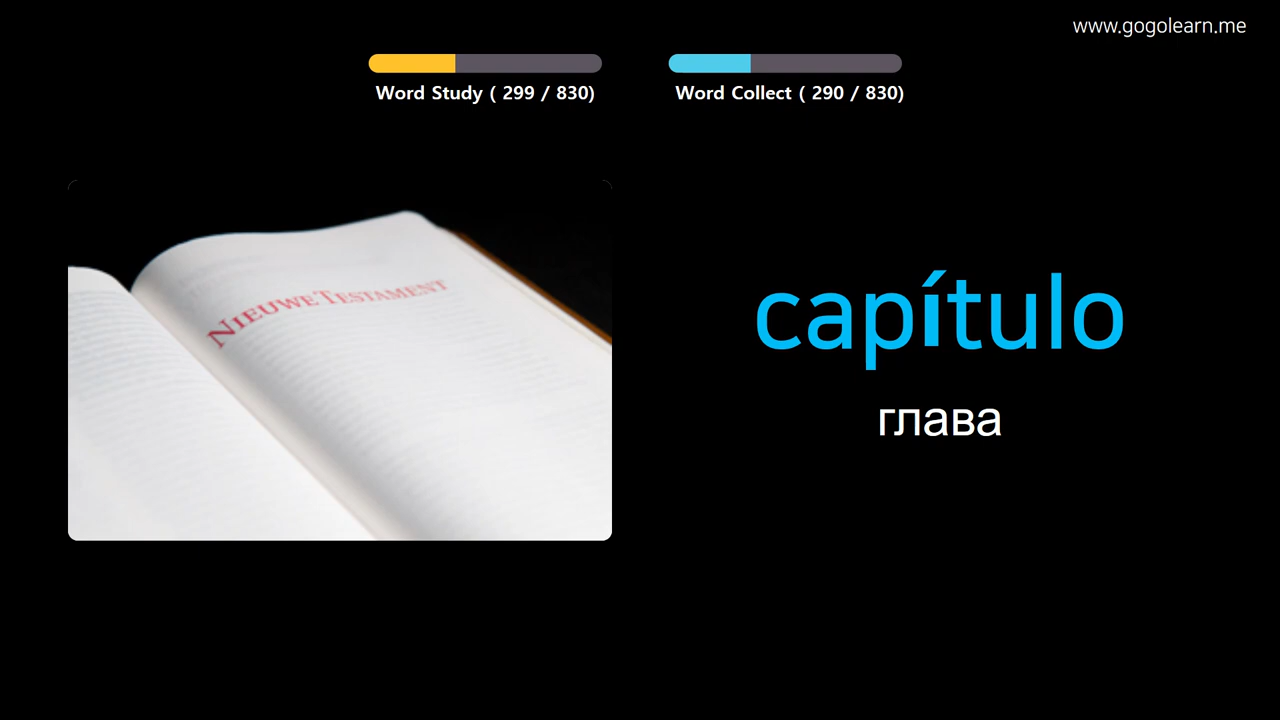 www.gogolearn.me
Word Study ( 299 / 830)
Word Collect ( 290 / 830)
NIEUWE TESTAMENT
capítulo
глава